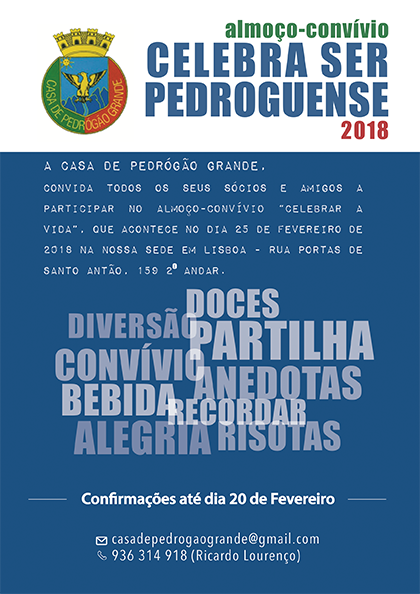 almoço-convívio
CELEBRA SER
PEDROGUENSE
2018
CASA DE PEDRÓGÃO GRANDE
A CASA DE PEDRÓGÃO GRANDE,
CONVIDA TODOS OS SEUS SÓCIOS E AMIGOS A
PARTICIPAR NO ALMOÇO-CONVÍVIO "CELEBRAR A
VIDA", QUE ACONTECE NO DIA 25 DE FEVEREIRO DE
2018 NA NOSSA SEDE EM LISBOA - RUA PORTAS DE
SANTO ANTÃO, 159 2º ANDAR.
DOCES
DIVERSÃO
PARTILHA
CONVÍVIO
ANEDOTAS
BEBIDA
RECORDAR
ALEGRIA
RISOTAS
Confirmações até dia 20 de Fevereiro
casadepedrogaogrande@gmail.com
936 314 918 (Ricardo Lourenço)